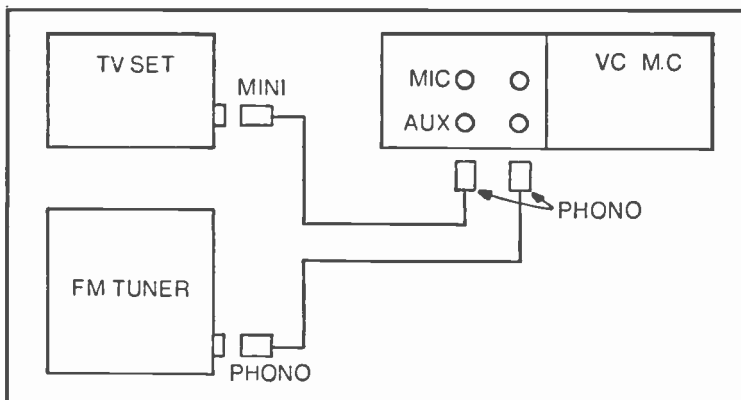 TV SET
MINI
MIC
AUX
VC M.C
PHONO
FM TUNER
PHONO